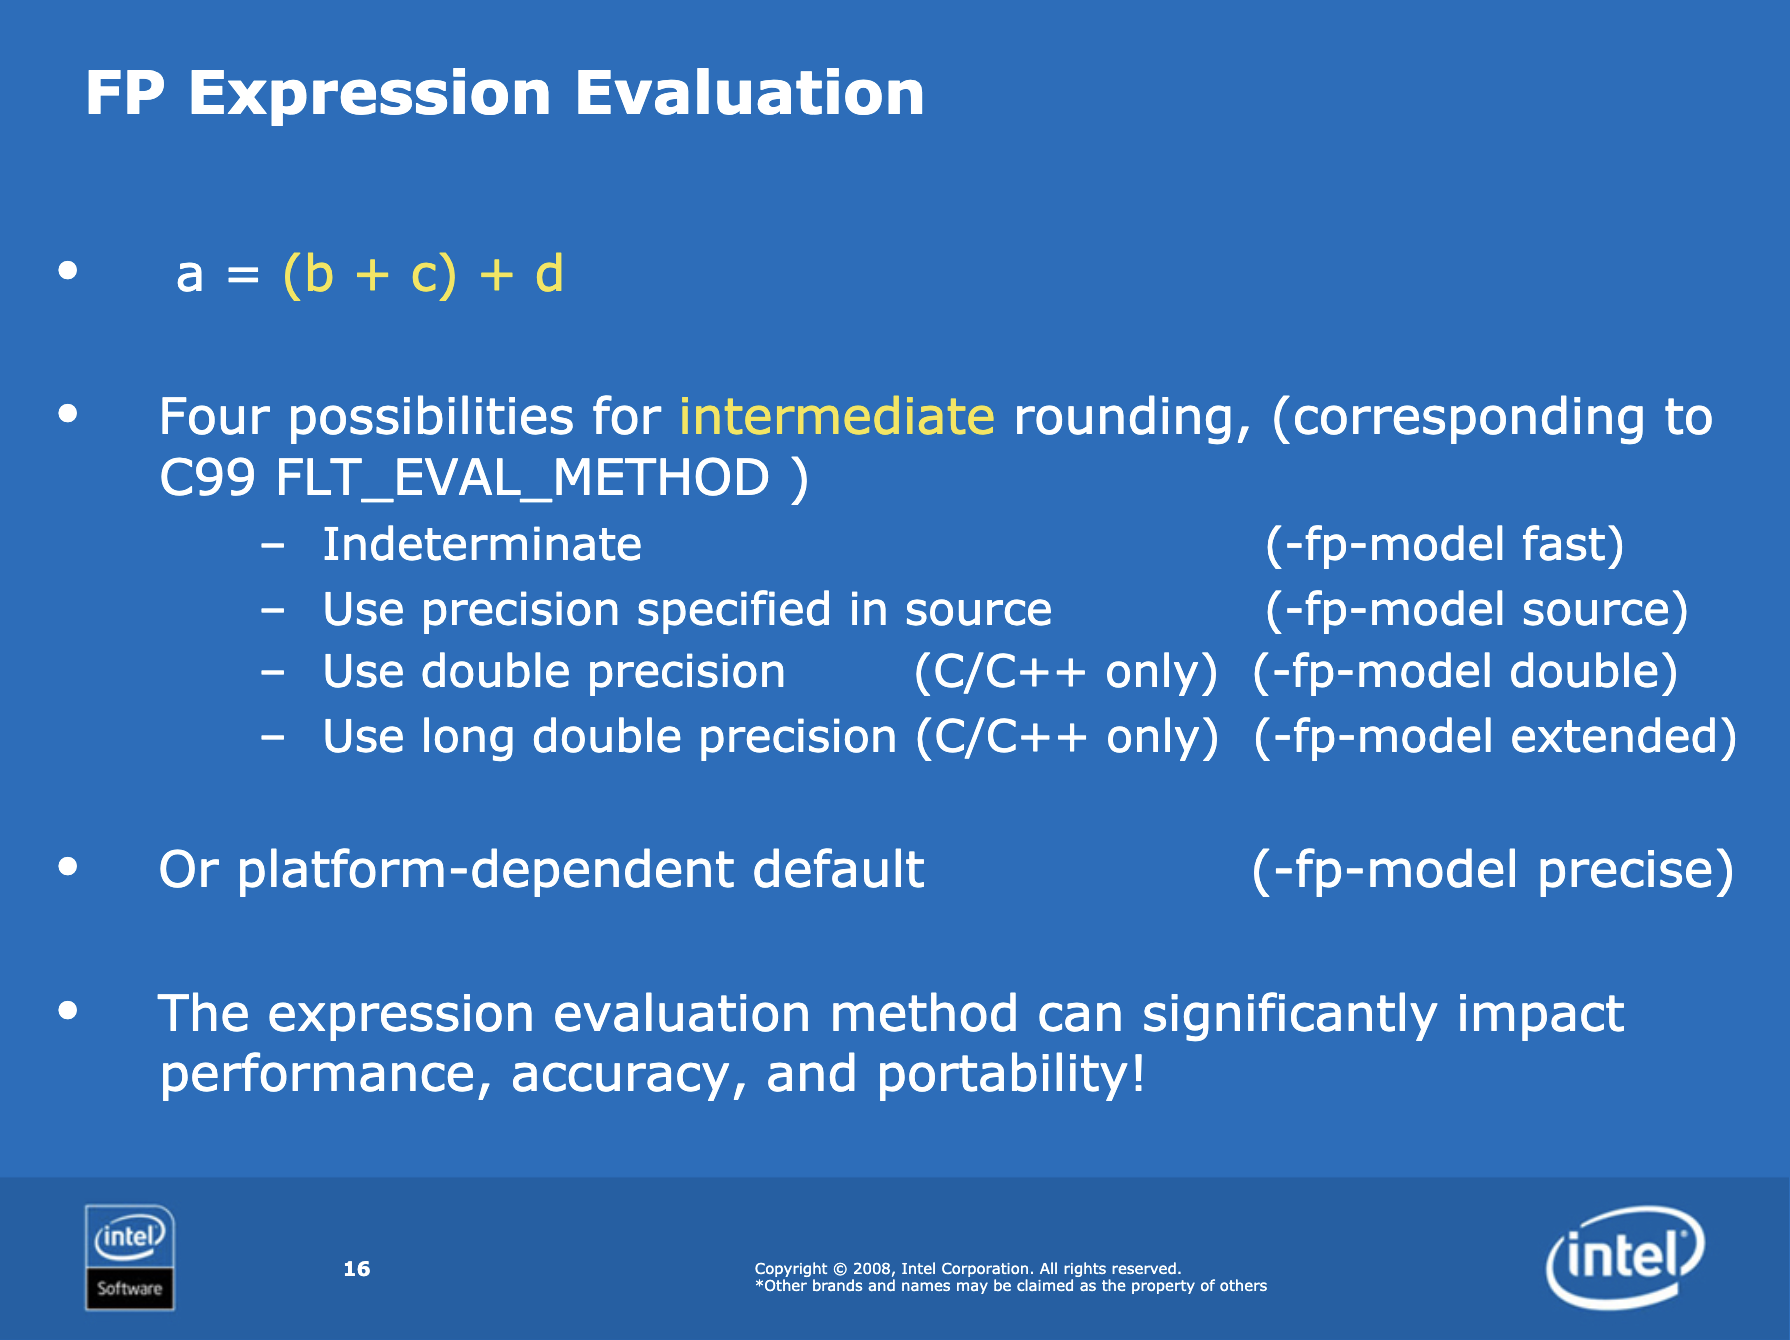 FP Expression Evaluation
• a = (b + c) + d
• Four possibilities for intermediate rounding, (corresponding to
C99 FLT_EVAL_METHOD )
– Indeterminate (-fp-model fast)
– Use precision specified in source (-fp-model source)
– Use double precision (C/C++ only) (-fp-model double)
– Use long double precision (C/C++ only) (-fp-model extended)
• Or platform-dependent default (-fp-model precise)
• The expression evaluation method can significantly impact
performance, accuracy, and portability!
intel
Software
16
Copyright © 2008, Intel Corporation. All rights reserved.
*Other brands and names may be claimed as the property of others
intel